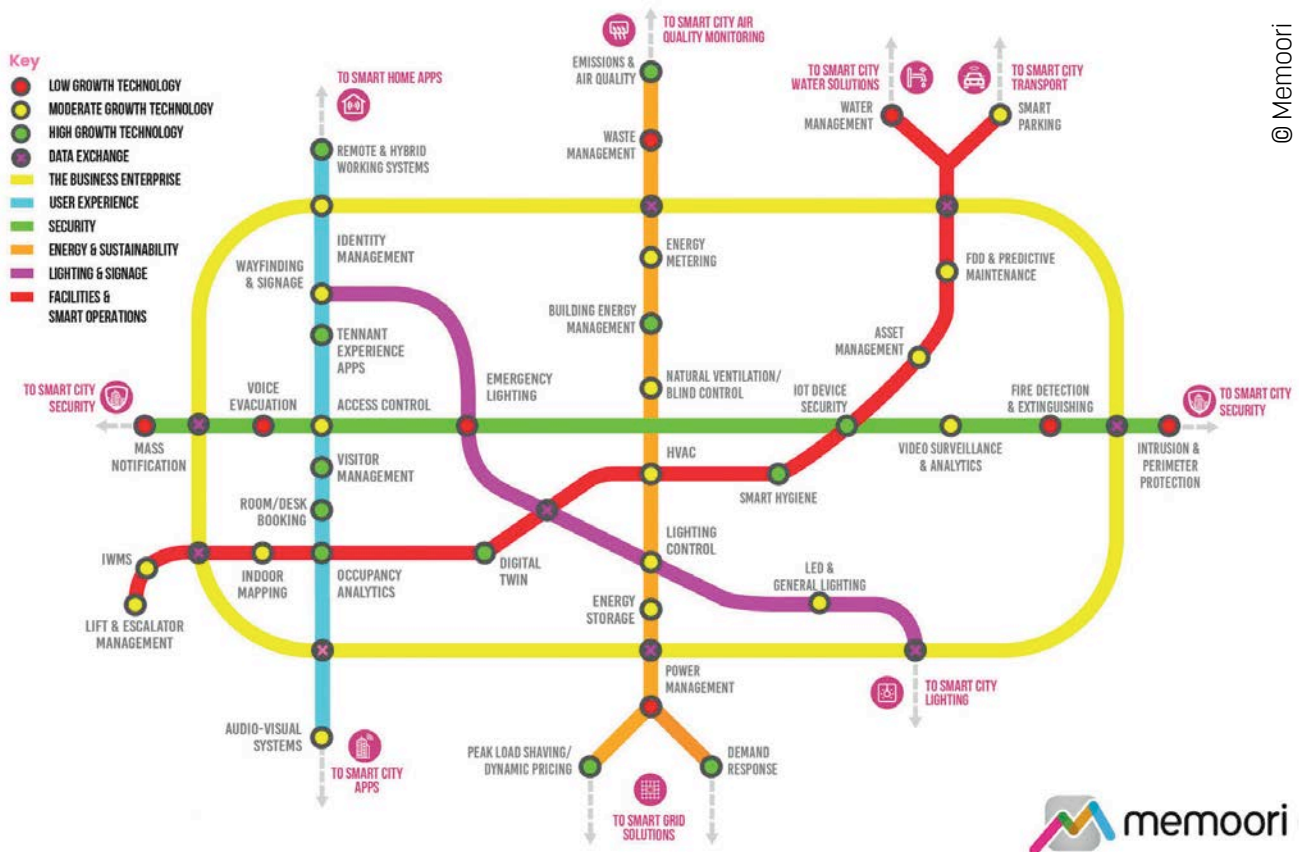 © Memoori
Key
LOW GROWTH TECHNOLOGY
MODERATE GROWTH TECHNOLOGY
HIGH GROWTH TECHNOLOGY
DATA EXCHANGE
THE BUSINESS ENTERPRISE
USER EXPERIENCE
SECURITY
ENERGY & SUSTAINABILITY
LIGHTING & SIGNAGE
FACILITIES &
SMART OPERATIONS
TO SMART HOME APPS
REMOTE & HYBRID
WORKING SYSTEMS
IDENTITY
MANAGEMENT
WAYFINDING
& SIGNAGE
TENNANT
EXPERIENCE
APPS
ACCESS CONTROL
VISITOR
MANAGEMENT
ROOM/DESK
BOOKING
OCCUPANCY
ANALYTICS
AUDIO-VISUAL
SYSTEMS
TO SMART CITY
APPS
TO SMART CITY AIR
QUALITY MONITORING
EMISSIONS &
AIR QUALITY
WASTE
MANAGEMENT
ENERGY
METERING
BUILDING ENERGY
MANAGEMENT
NATURAL VENTILATION/
BLIND CONTROL
HVAC
LIGHTING
CONTROL
ENERGY
STORAGE
POWER
MANAGEMENT
PEAK LOAD SHAVING/
DYNAMIC PRICING
DEMAND
RESPONSE
TO SMART GRID
SOLUTIONS
TO SMART CITY
WATER SOLUTIONS
TO SMART CITY
TRANSPORT
WATER
MANAGEMENT
SMART
PARKING
FDD & PREDICTIVE
MAINTENANCE
ASSET
MANAGEMENT
IOT DEVICE
SECURITY
SMART HYGIENE
DIGITAL
TWIN
INDOOR
MAPPING
IWMS
LIFT & ESCALATOR
MANAGEMENT
TO SMART CITY
SECURITY
MASS
NOTIFICATION
VOICE
EVACUATION
EMERGENCY
LIGHTING
VIDEO SURVEILLANCE
& ANALYTICS
FIRE DETECTION
& EXTINGUISHING
INTRUSION &
PERIMETER
PROTECTION
TO SMART CITY
SECURITY
LED &
GENERAL LIGHTING
TO SMART CITY
LIGHTING
memoori